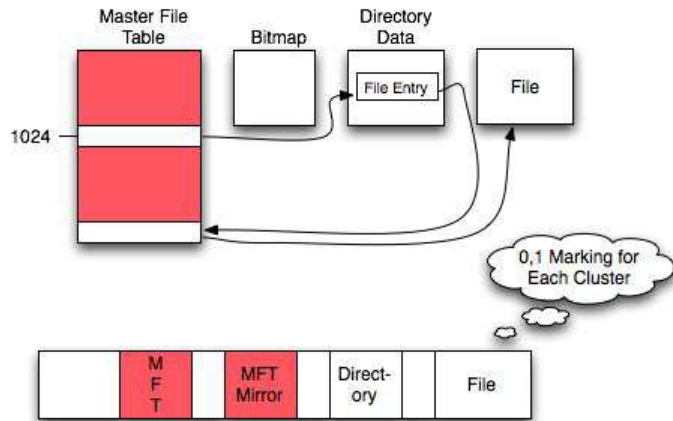 Master File
Table
Bitmap
Directory
Data
File Entry
File
1024
0,1 Marking for
Each Cluster
M
F
T
MFT
Mirror
Direct-
ory
File